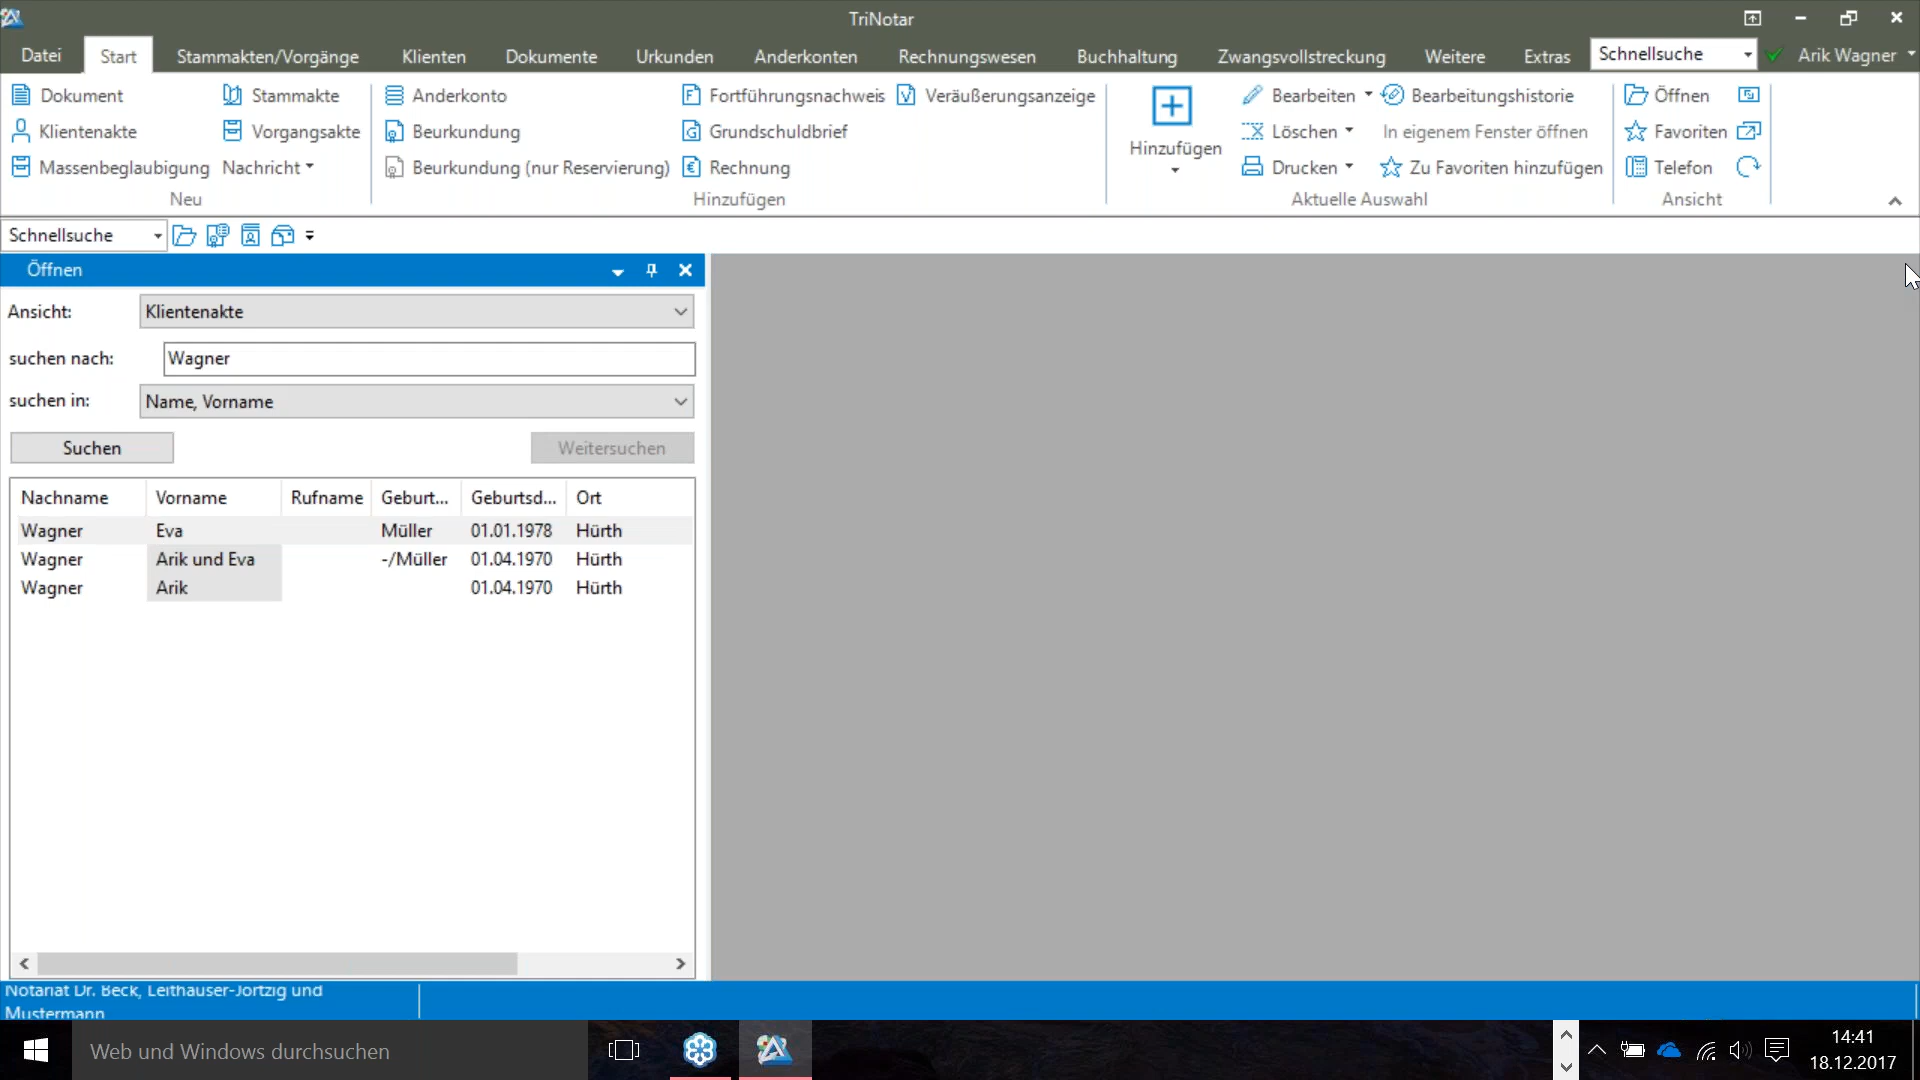 TriNotar
Datei Start Stammakten/Vorgänge Klienten Dokumente Urkunden Anderkonten Rechnungswesen Buchhaltung Zwangsvollstreckung Weitere Extras Schnellsuche Arik Wagner
Dokument Stammakte Anderkonto Fortführungsnachweis Veräußerungsanzeige Bearbeiten Bearbeitungshistorie Öffnen
Klientenakte Vorgangsakte Beurkundung Grundschuldbrief Hinzufügen Löschen In eigenem Fenster öffnen Favoriten
Massenbeglaubigung Nachricht Beurkundung (nur Reservierung) Rechnung Drucken Zu Favoriten hinzufügen Telefon
Neu Hinzufügen Aktuelle Auswahl Ansicht
Schnellsuche
Öffnen
Ansicht: Klientenakte
suchen nach: Wagner
suchen in: Name, Vorname
Suchen Weitersuchen
Nachname Vorname Rufname Geburt... Geburtsd... Ort
Wagner Eva Müller 01.01.1978 Hürth
Wagner Arik und Eva -/Müller 01.04.1970 Hürth
Wagner Arik 01.04.1970 Hürth
Notariat Dr. Beck, Leithäuser-Jortzig und
Mustermann
Web und Windows durchsuchen
14:41
18.12.2017